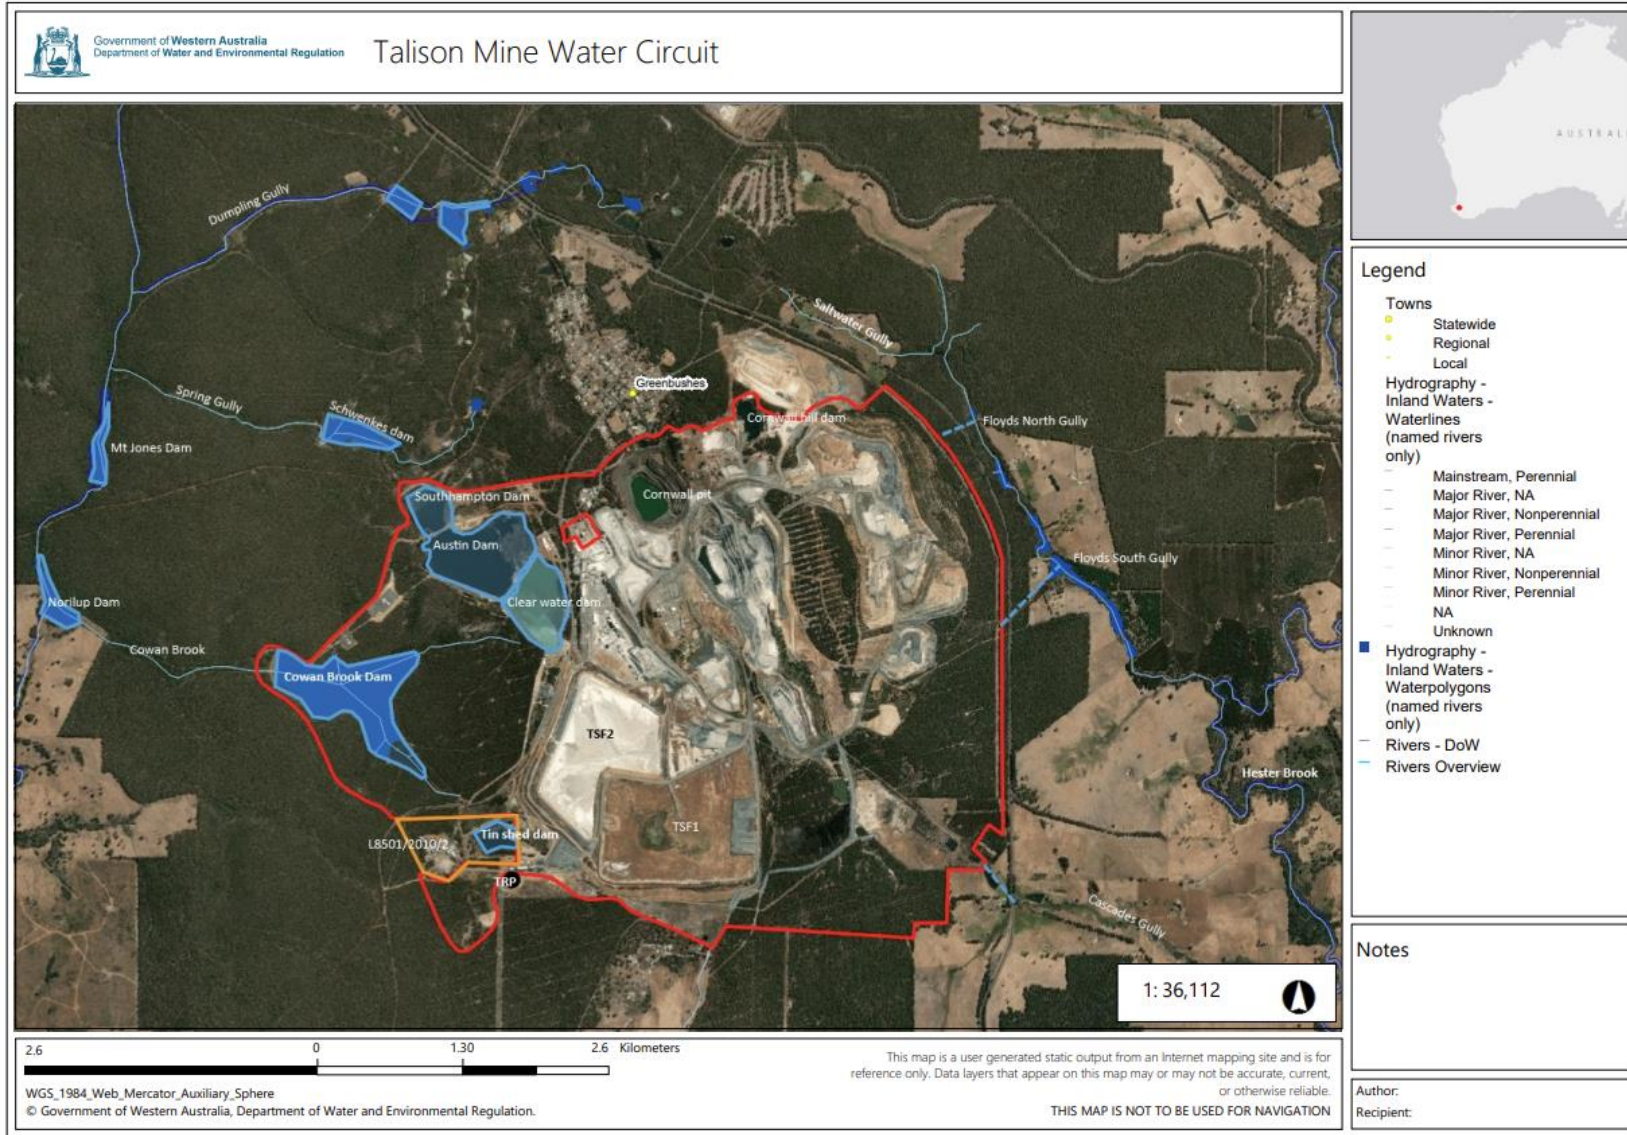 Government of Western Australia
Department of Water and Environmental Regulation
Talison Mine Water Circuit
AUSTRAL
Dumpling Gully
Saltwater Gully
Greenbushes
Spring Gully
Schwenkes dam
Cornwall hill dam
Floyds North Gully
Mt Jones Dam
Southhampton Dam
Cornwall pit
Austin Dam
Floyds South Gully
Norilup Dam
Clear water dam
Cowan Brook
Cowan Brook Dam
TSF2
Hester Brook
Tin shed dam
TSF1
L8501/2010/2
TRP
Cascades Gully
1: 36,112
Legend
Towns
Statewide
Regional
Local
Hydrography -
Inland Waters -
Waterlines
(named rivers
only)
Mainstream, Perennial
Major River, NA
Major River, Nonperennial
Major River, Perennial
Minor River, NA
Minor River, Nonperennial
Minor River, Perennial
NA
Unknown
Hydrography -
Inland Waters -
Waterpolygons
(named rivers
only)
Rivers - DoW
Rivers Overview
Notes
2.6 0 1.30 2.6 Kilometers
WGS_1984_Web_Mercator_Auxiliary_Sphere
© Government of Western Australia, Department of Water and Environmental Regulation.
This map is a user generated static output from an Internet mapping site and is for
reference only. Data layers that appear on this map may or may not be accurate, current,
or otherwise reliable.
THIS MAP IS NOT TO BE USED FOR NAVIGATION
Author:
Recipient: